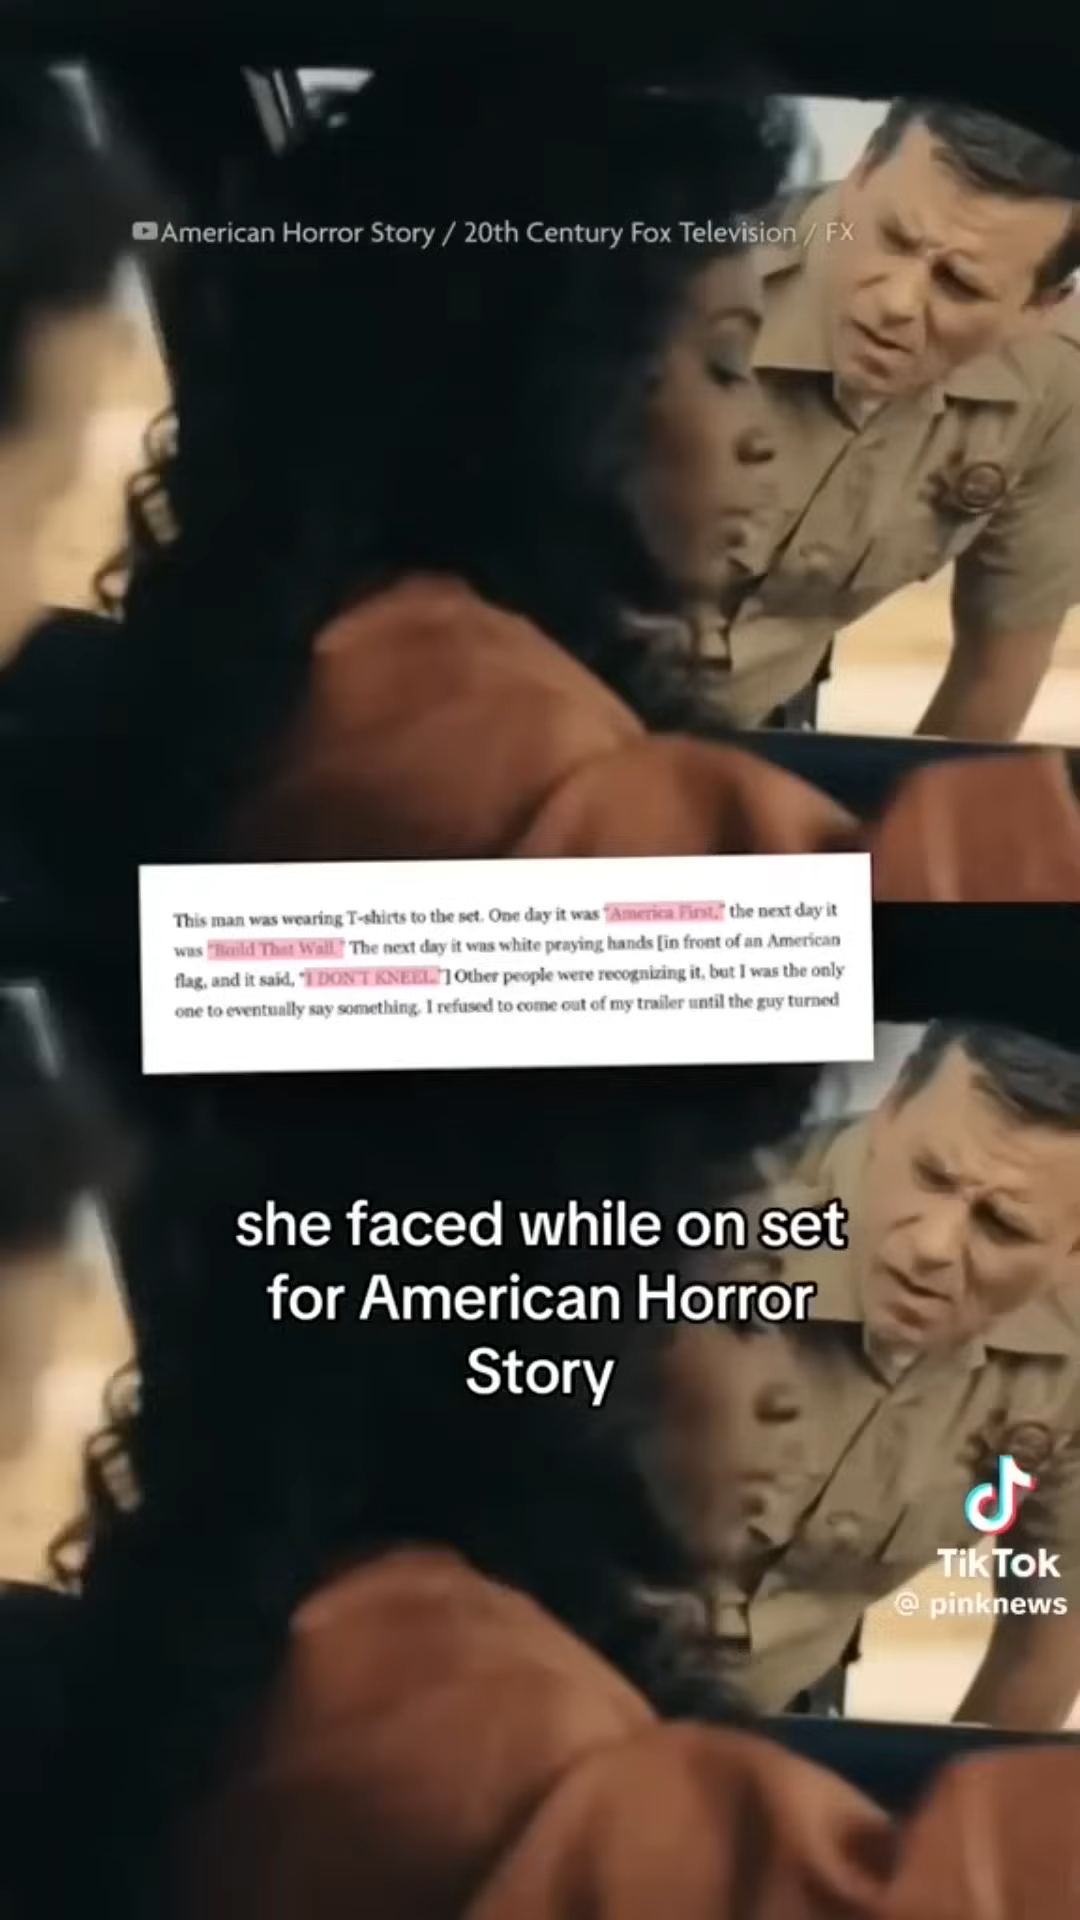 American Horror Story / 20th Century Fox Television / FX
This man was wearing T-shirts to the set. One day it was "America First," the next day it
was "Build That Wall." The next day it was white praying hands [in front of an American
flag, and it said, "I DON'T KNEEL."] Other people were recognizing it, but I was the only
one to eventually say something. I refused to come out of my trailer until the guy turned
she faced while on set
for American Horror
Story
TikTok
@ pinknews